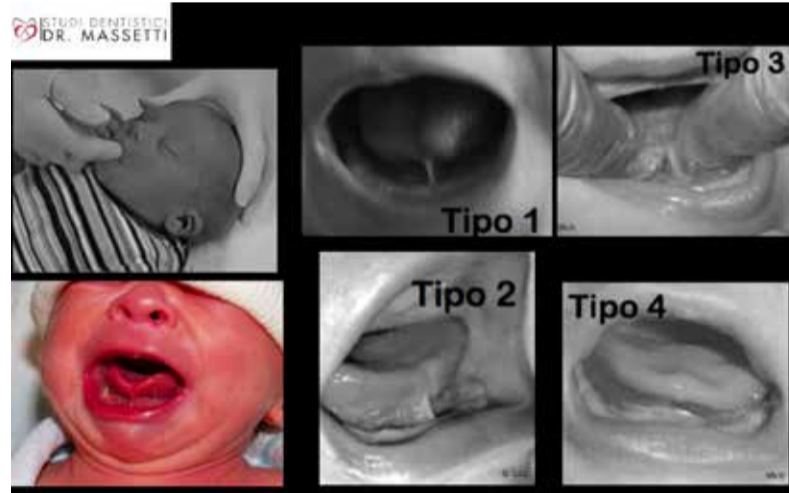 STUDI DENTISTICI
DR. MASSETTI
Tipo 1
Tipo 3
Tipo 2
Tipo 4